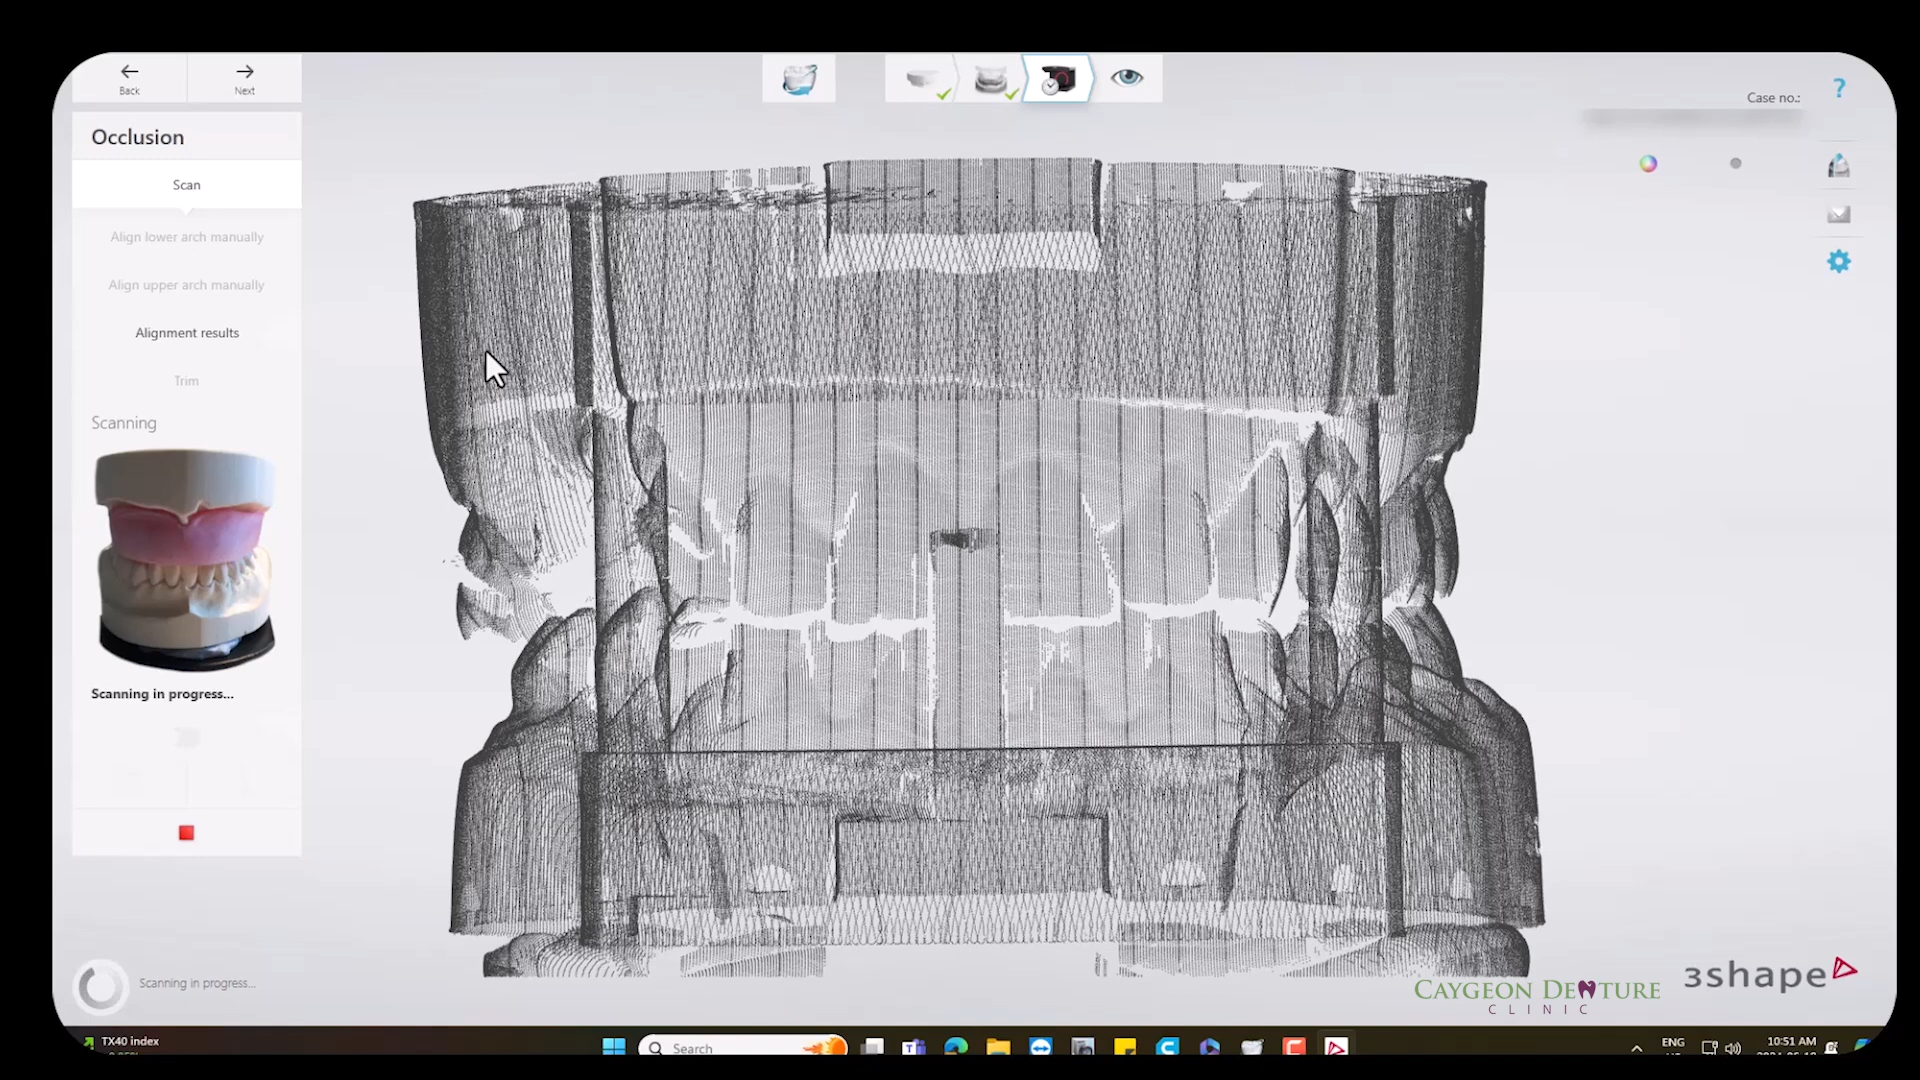 Back
Next
Case no.:
?
Occlusion
Scan
Align lower arch manually
Align upper arch manually
Alignment results
Trim
Scanning
Scanning in progress...
Scanning in progress...
CAYGEON DENTURE
CLINIC
3shape
TX40 index
Search
ENG
10:51 AM